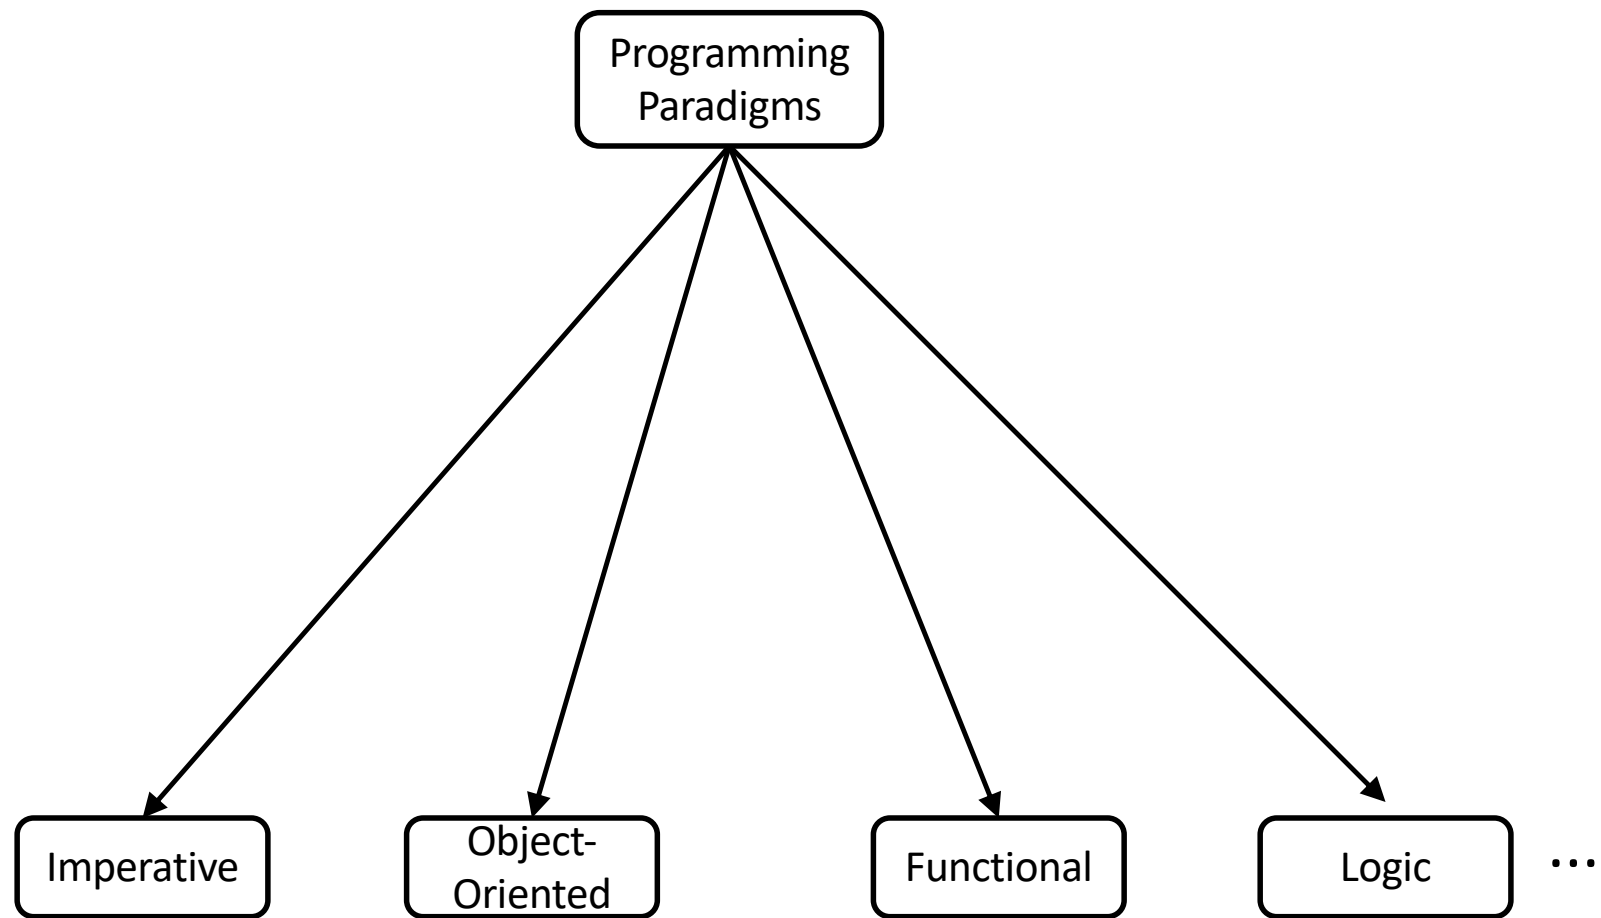 Programming
Paradigms
Imperative
Object-
Oriented
Functional
Logic
...